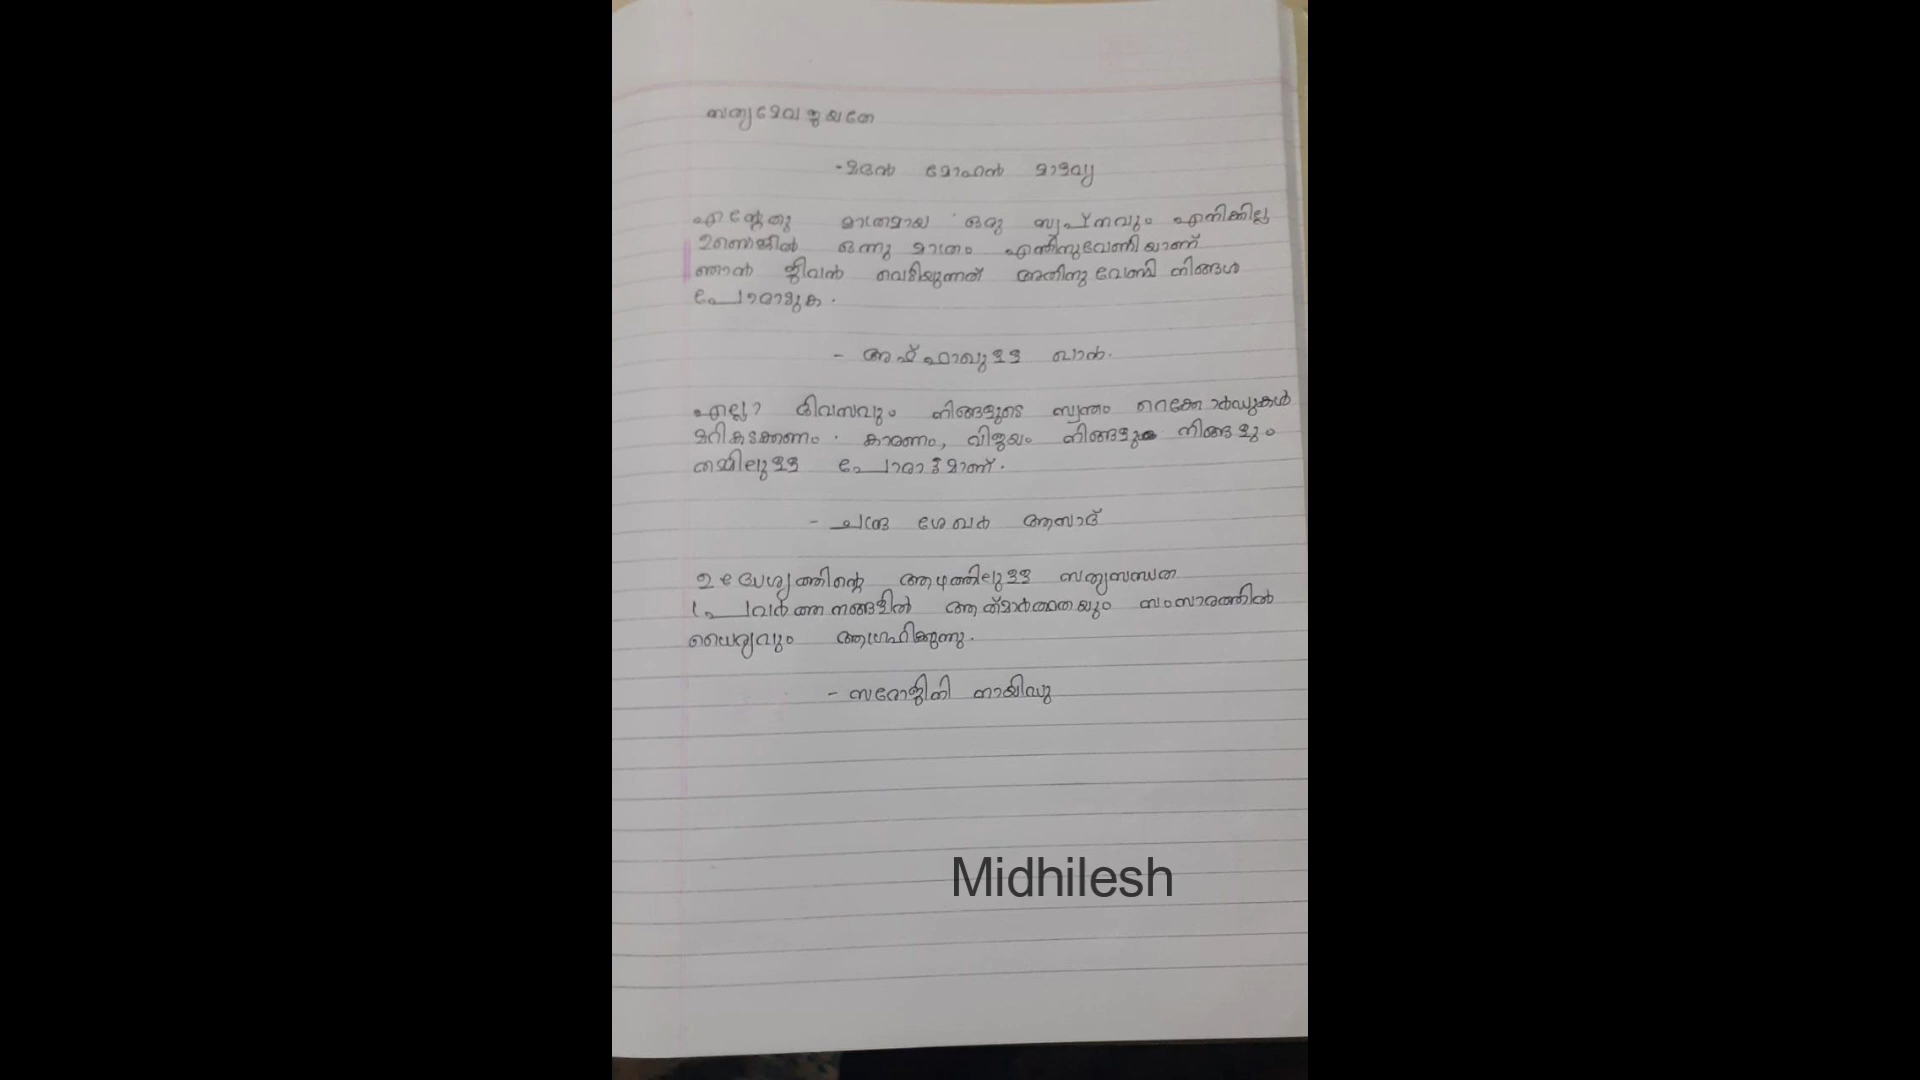 സത്യമേവ ജയതേ
- മദൻ മോഹൻ മാളവ്യ
എന്റേതു മാത്രമായ ഒരു സ്വപ്നവും എനിക്കില്ല
ഉണ്ടെങ്കിൽ ഒന്നു മാത്രം എന്തിനുവേണ്ടിയാണ്
ഞാൻ ജീവൻ വെടിയുന്നത് അതിനുവേണ്ടി നിങ്ങൾ
പോരാടുക.
- അഷ്ഫാഖുള്ള ഖാൻ.
എല്ലാ ദിവസവും നിങ്ങളുടെ സ്വന്തം റെക്കോർഡുകൾ
മറികടക്കണം. കാരണം, വിജയം നിങ്ങളും നിങ്ങളും
തമ്മിലുള്ള പോരാട്ടമാണ്.
- ചന്ദ്ര ശേഖർ ആസാദ്
ഉദ്ദേശ്യത്തിന്റെ ആഴത്തിലുള്ള സത്യസന്ധത
പ്രവർത്തനങ്ങളിൽ ആത്മാർത്ഥതയും സംസാരത്തിൽ
ധൈര്യവും ആഗ്രഹിക്കുന്നു.
- സരോജിനി നായിഡു
Midhilesh